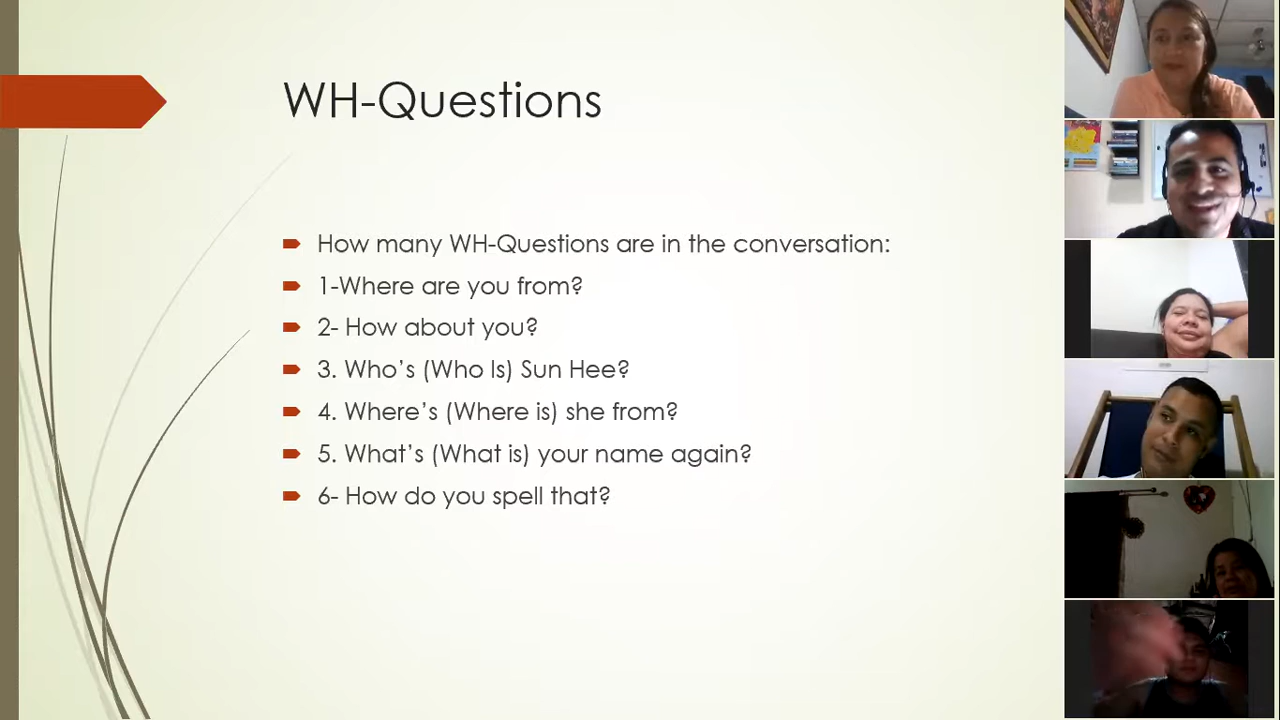 WH-Questions
How many WH-Questions are in the conversation:
1-Where are you from?
2- How about you?
3. Who’s (Who Is) Sun Hee?
4. Where’s (Where is) she from?
5. What’s (What is) your name again?
6- How do you spell that?